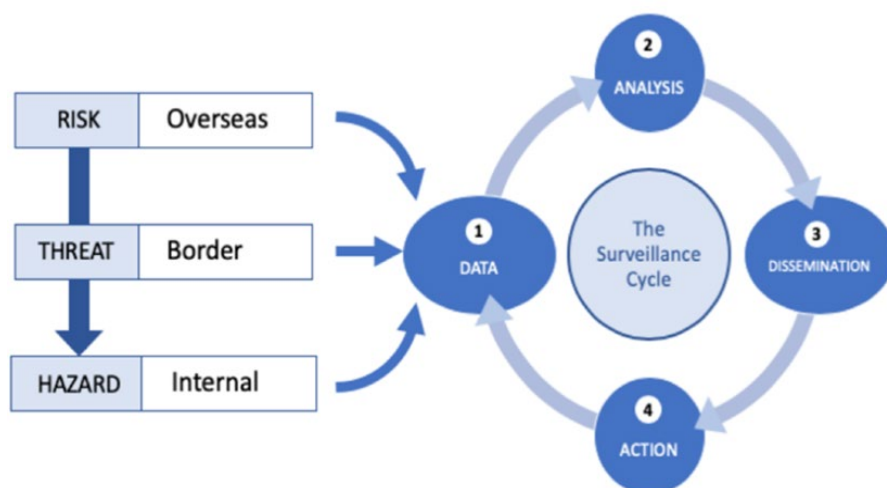 RISK Overseas
THREAT Border
HAZARD Internal
1
DATA
2
ANALYSIS
The
Surveillance
Cycle
3
DISSEMINATION
4
ACTION